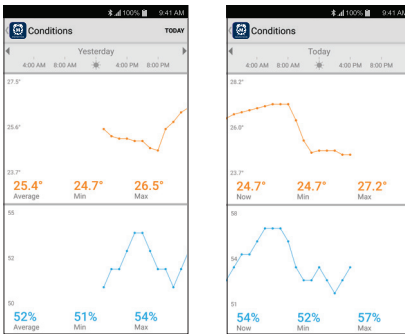 100% 9:41 AM
Conditions TODAY
Yesterday
4:00 AM 8:00 AM 4:00 PM 8:00 PM
27.5°
25.6°
23.7°
25.4° 24.7° 26.5°
Average Min Max
55
52
50
52% 51% 54%
Average Min Max
100% 9:41 AM
Conditions
Today
4:00 AM 8:00 AM 4:00 PM 8:00 PM
28.2°
26.0°
23.7°
24.7° 24.7° 27.2°
Now Min Max
56
54
51
54% 52% 57%
Now Min Max